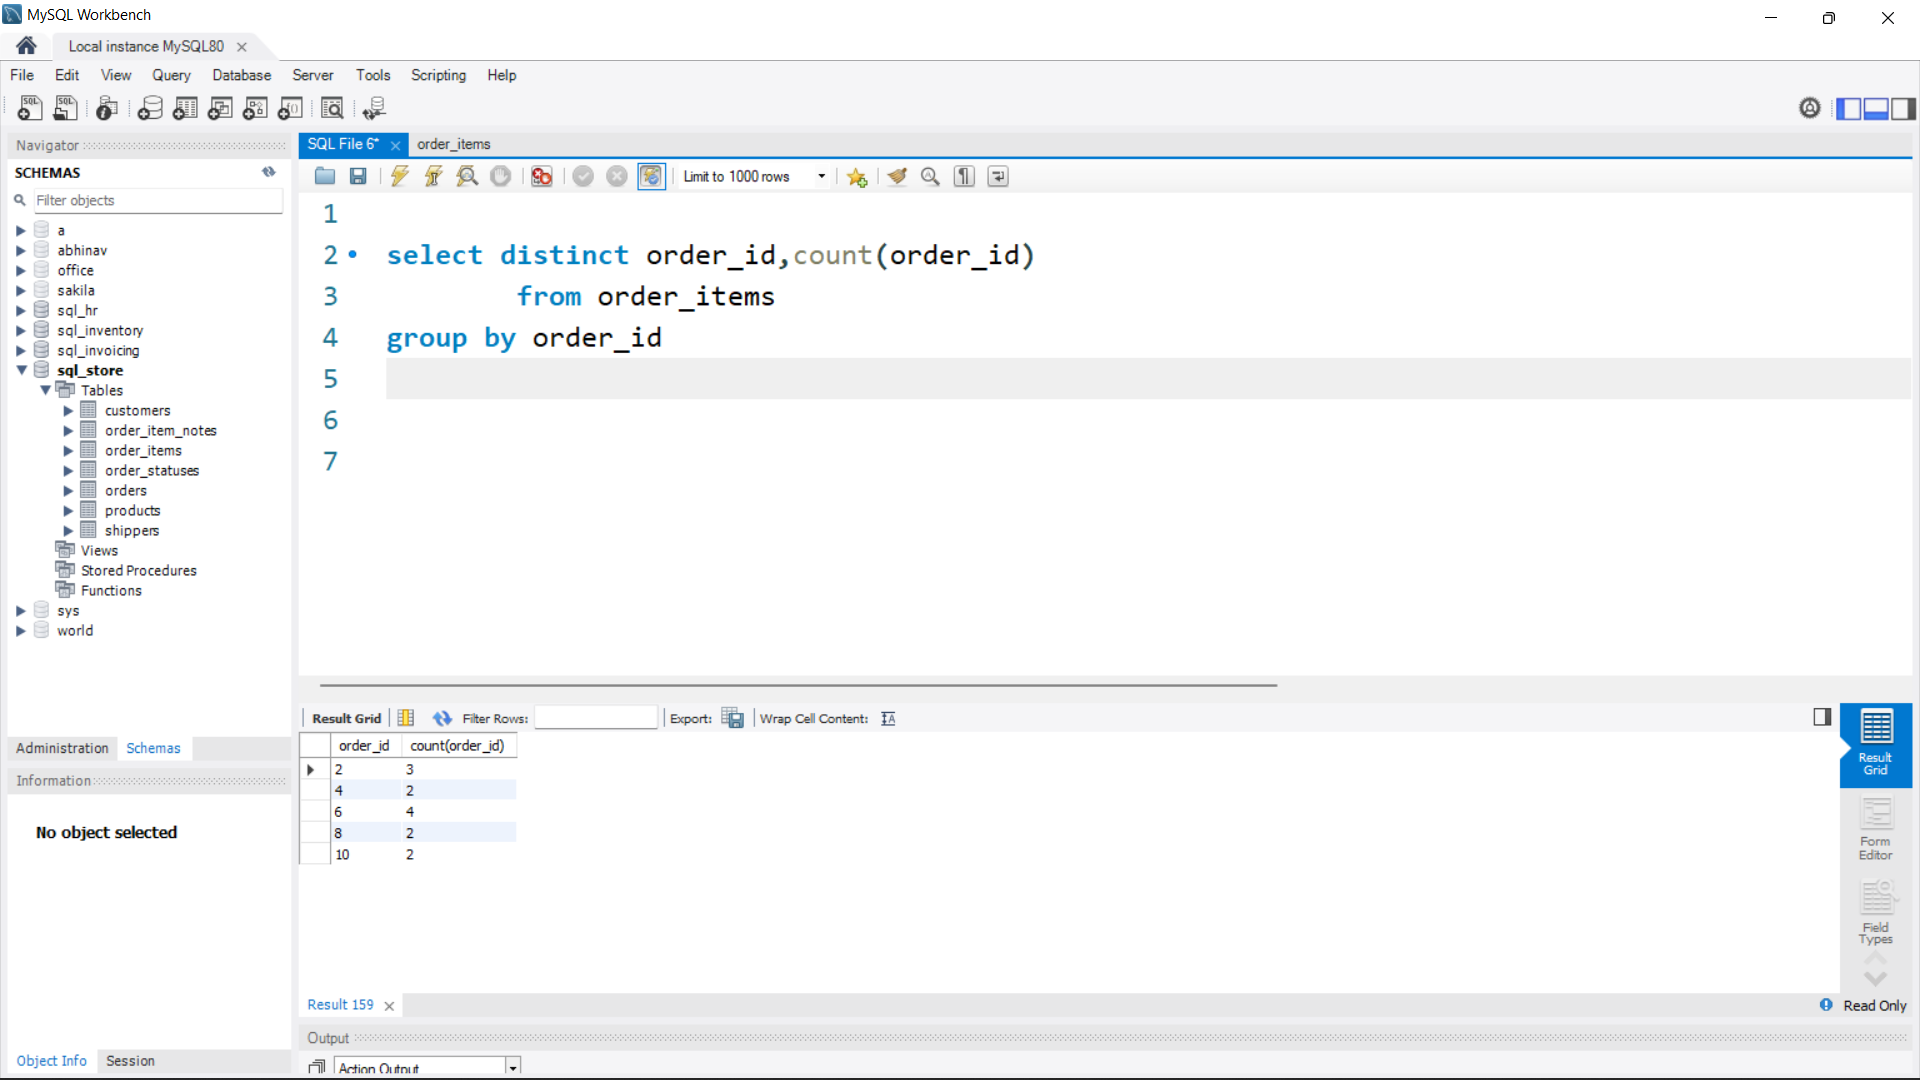 MySQL Workbench
Local instance MySQL80
File Edit View Query Database Server Tools Scripting Help
Navigator
SCHEMAS
Filter objects
a
abhinav
office
sakila
sql_hr
sql_inventory
sql_invoicing
sql_store
Tables
customers
order_item_notes
order_items
order_statuses
orders
products
shippers
Views
Stored Procedures
Functions
sys
world
Administration Schemas
Information
No object selected
Object Info Session
SQL File 6* order_items
Limit to 1000 rows
1
2 select distinct order_id,count(order_id)
3 from order_items
4 group by order_id
5
6
7
Result Grid Filter Rows: Export: Wrap Cell Content:
order_id count(order_id)
2 3
4 2
6 4
8 2
10 2
Result Grid
Form Editor
Field Types
Result 159 Read Only
Output
Action Output